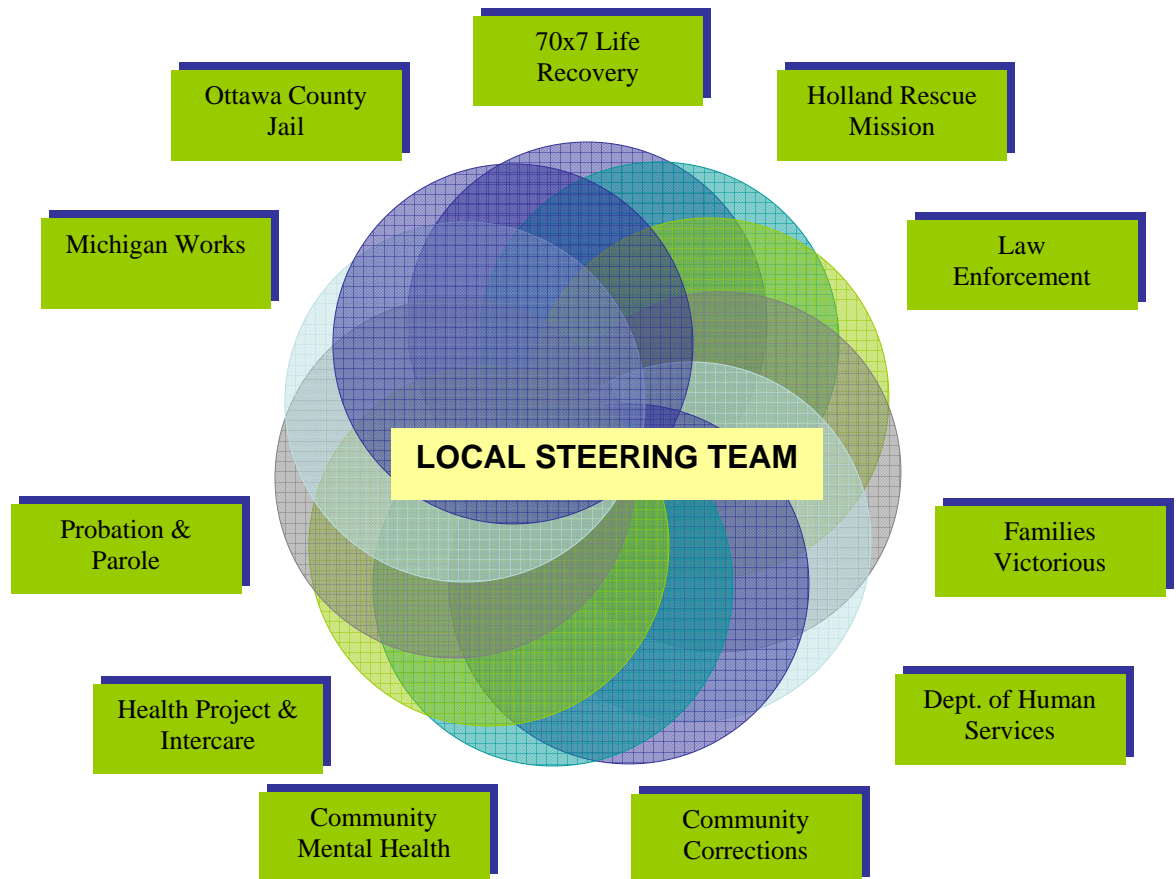 70x7 Life
Recovery
Ottawa County
Jail
Holland Rescue
Mission
Michigan Works
Law
Enforcement
LOCAL STEERING TEAM
Probation &
Parole
Families
Victorious
Health Project &
Intercare
Dept. of Human
Services
Community
Mental Health
Community
Corrections